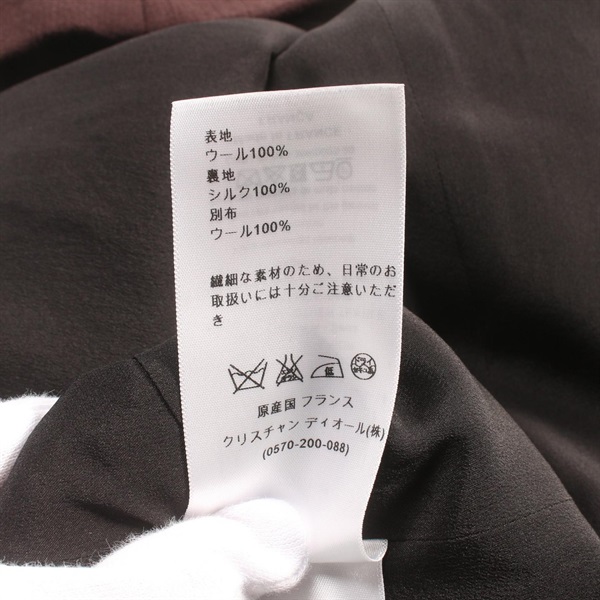 表地
ウール100%
裏地
シルク100%
別布
ウール100%
繊細な素材のため、日常のお
取扱いには十分ご注意いただ
き
低
ドライ
原産国 フランス
クリスチャン ディオール(株)
(0570-200-088)